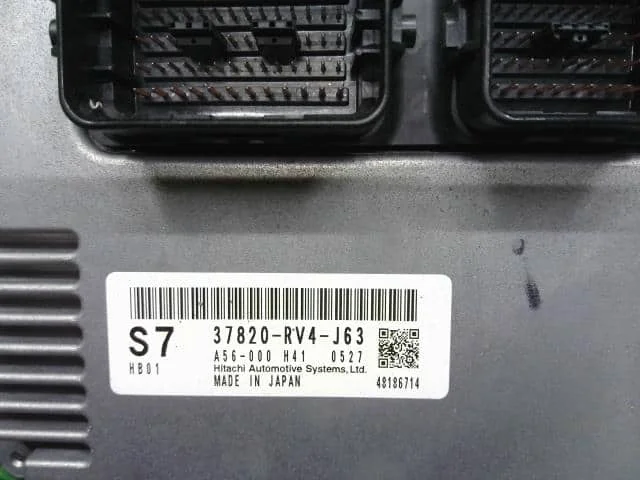 S7 37820-RV4-J63
HB01 A56-000 H41 0527
Hitachi Automotive Systems, Ltd.
MADE IN JAPAN 48186714